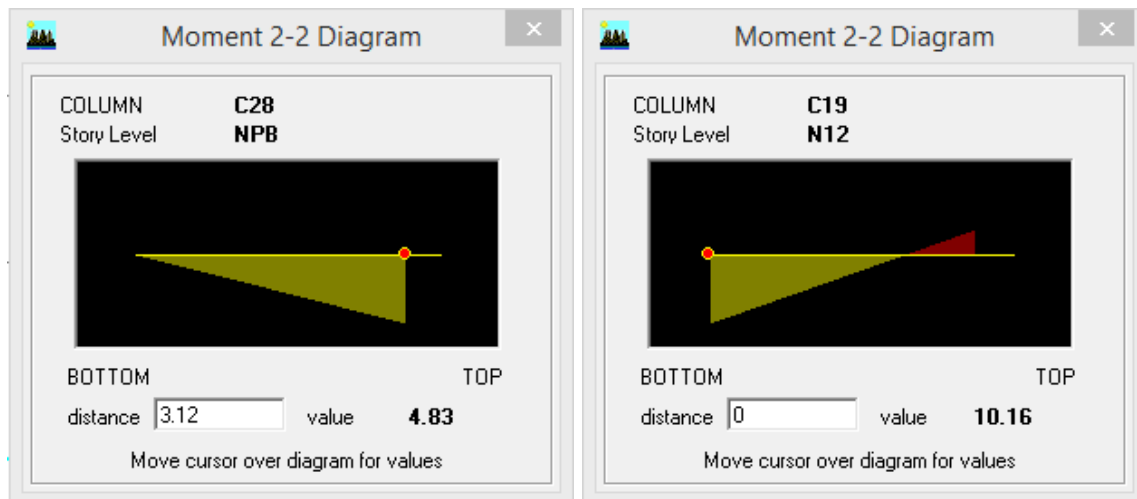 Moment 2-2 Diagram
COLUMN C28
Story Level NPB
BOTTOM TOP
distance 3.12 value 4.83
Move cursor over diagram for values
Moment 2-2 Diagram
COLUMN C19
Story Level N12
BOTTOM TOP
distance 0 value 10.16
Move cursor over diagram for values